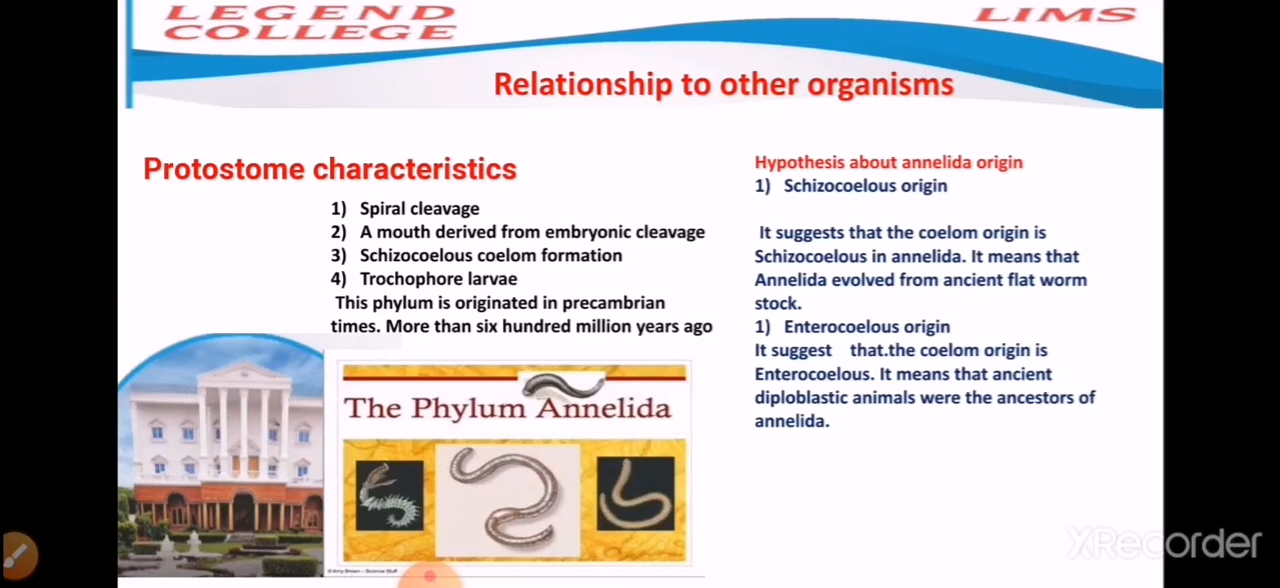 LEGEND
COLLEGE
LIMS
Relationship to other organisms
Protostome characteristics
1) Spiral cleavage
2) A mouth derived from embryonic cleavage
3) Schizocoelous coelom formation
4) Trochophore larvae
This phylum is originated in precambrian
times. More than six hundred million years ago
The Phylum Annelida
© Amy Brown – Science Stuff
Hypothesis about annelida origin
1) Schizocoelous origin
It suggests that the coelom origin is
Schizocoelous in annelida. It means that
Annelida evolved from ancient flat worm
stock.
1) Enterocoelous origin
It suggest that.the coelom origin is
Enterocoelous. It means that ancient
diploblastic animals were the ancestors of
annelida.
XRecorder